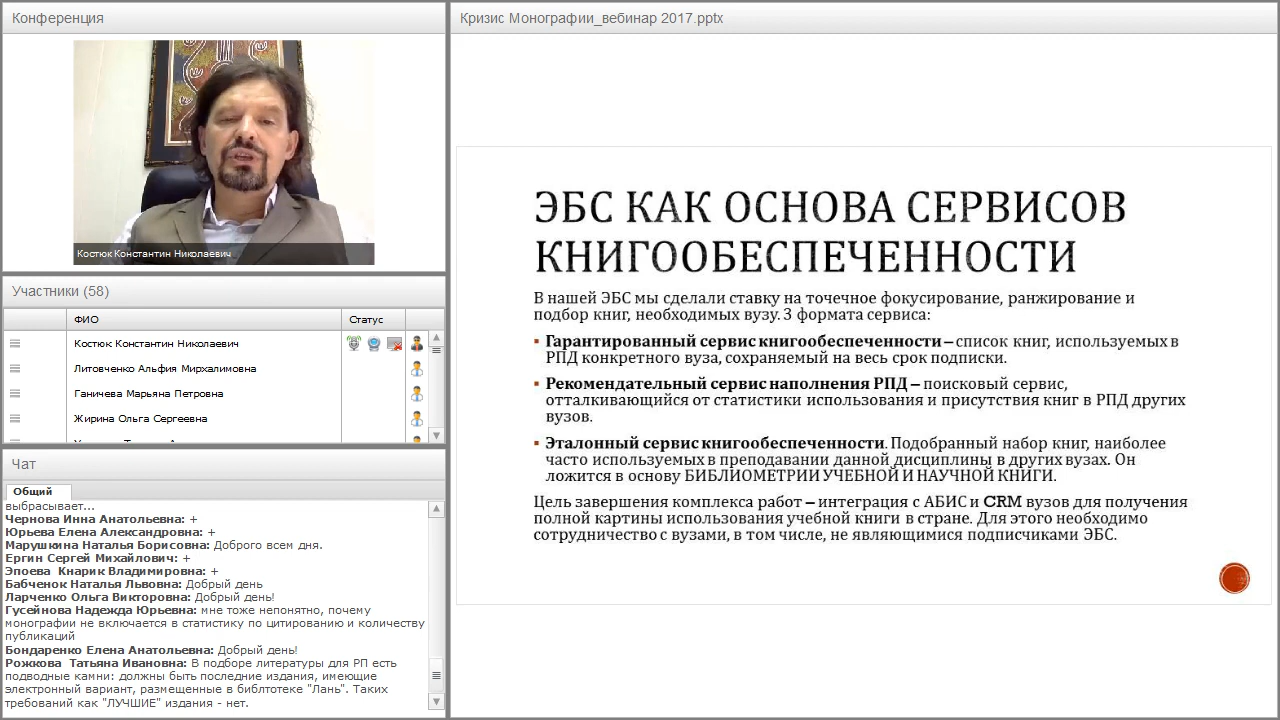 Конференция
Костюк Константин Николаевич
Участники (58)
ФИО
Статус
Костюк Константин Николаевич
Литовченко Альфия Мирхалимовна
Ганичева Марьяна Петровна
Жирина Ольга Сергеевна
Чат
Общий
выбрасывает...
Чернова Инна Анатольевна: +
Юрьева Елена Александровна: +
Марушкина Наталья Борисовна: Доброго всем дня.
Ергин Сергей Михайлович: +
Эпоева Кнарик Владимировна: +
Бабченок Наталья Львовна: Добрый день
Ларченко Ольга Викторовна: Добрый день!
Гусейнова Надежда Юрьевна: мне тоже непонятно, почему
монографии не включается в статистику по цитированию и количеству
публикаций
Бондаренко Елена Анатольевна: Добрый день!
Рожкова Татьяна Ивановна: В подборе литературы для РП есть
подводные камни: должны быть последние издания, имеющие
электронный вариант, размещенные в библтотеке "Лань". Таких
требований как "ЛУЧШИЕ" издания - нет.
Кризис Монографии_вебинар 2017.pptx
ЭБС КАК ОСНОВА СЕРВИСОВ
КНИГООБЕСПЕЧЕННОСТИ
В нашей ЭБС мы сделали ставку на точечное фокусирование, ранжирование и
подбор книг, необходимых вузу. 3 формата сервиса:
▪ Гарантированный сервис книгообеспеченности – список книг, используемых в
РПД конкретного вуза, сохраняемый на весь срок подписки.
▪ Рекомендательный сервис наполнения РПД – поисковый сервис,
отталкивающийся от статистики использования и присутствия книг в РПД других
вузов.
▪ Эталонный сервис книгообеспеченности. Подобранный набор книг, наиболее
часто используемых в преподавании данной дисциплины в других вузах. Он
ложится в основу БИБЛИОМЕТРИИ УЧЕБНОЙ И НАУЧНОЙ КНИГИ.
Цель завершения комплекса работ – интеграция с АБИС и CRM вузов для получения
полной картины использования учебной книги в стране. Для этого необходимо
сотрудничество с вузами, в том числе, не являющимися подписчиками ЭБС.